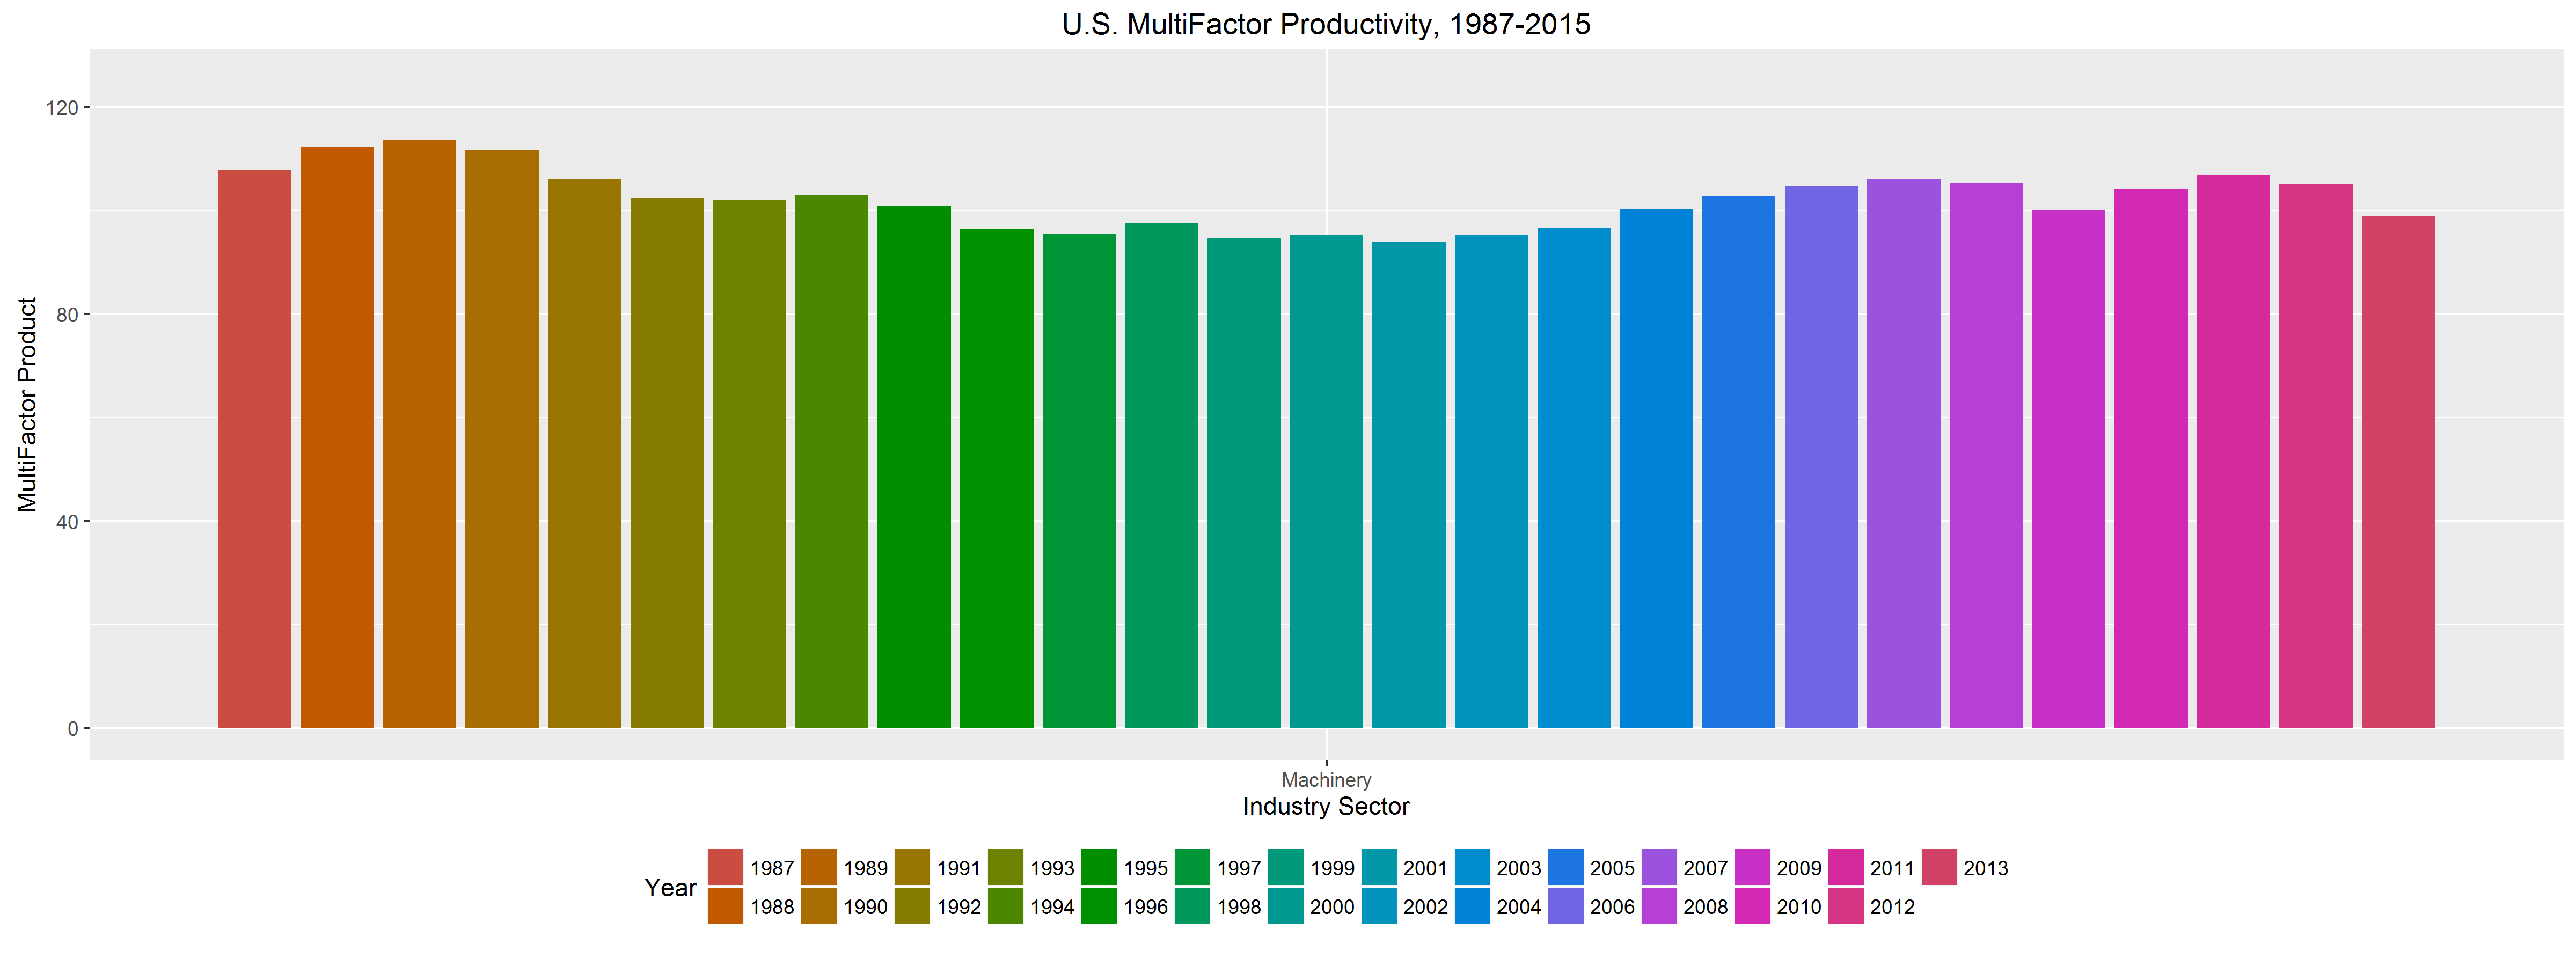 U.S. MultiFactor Productivity, 1987-2015
120
80
40
0
MultiFactor Product
Machinery
Industry Sector
Year
1987 1989 1991 1993 1995 1997 1999 2001 2003 2005 2007 2009 2011 2013
1988 1990 1992 1994 1996 1998 2000 2002 2004 2006 2008 2010 2012